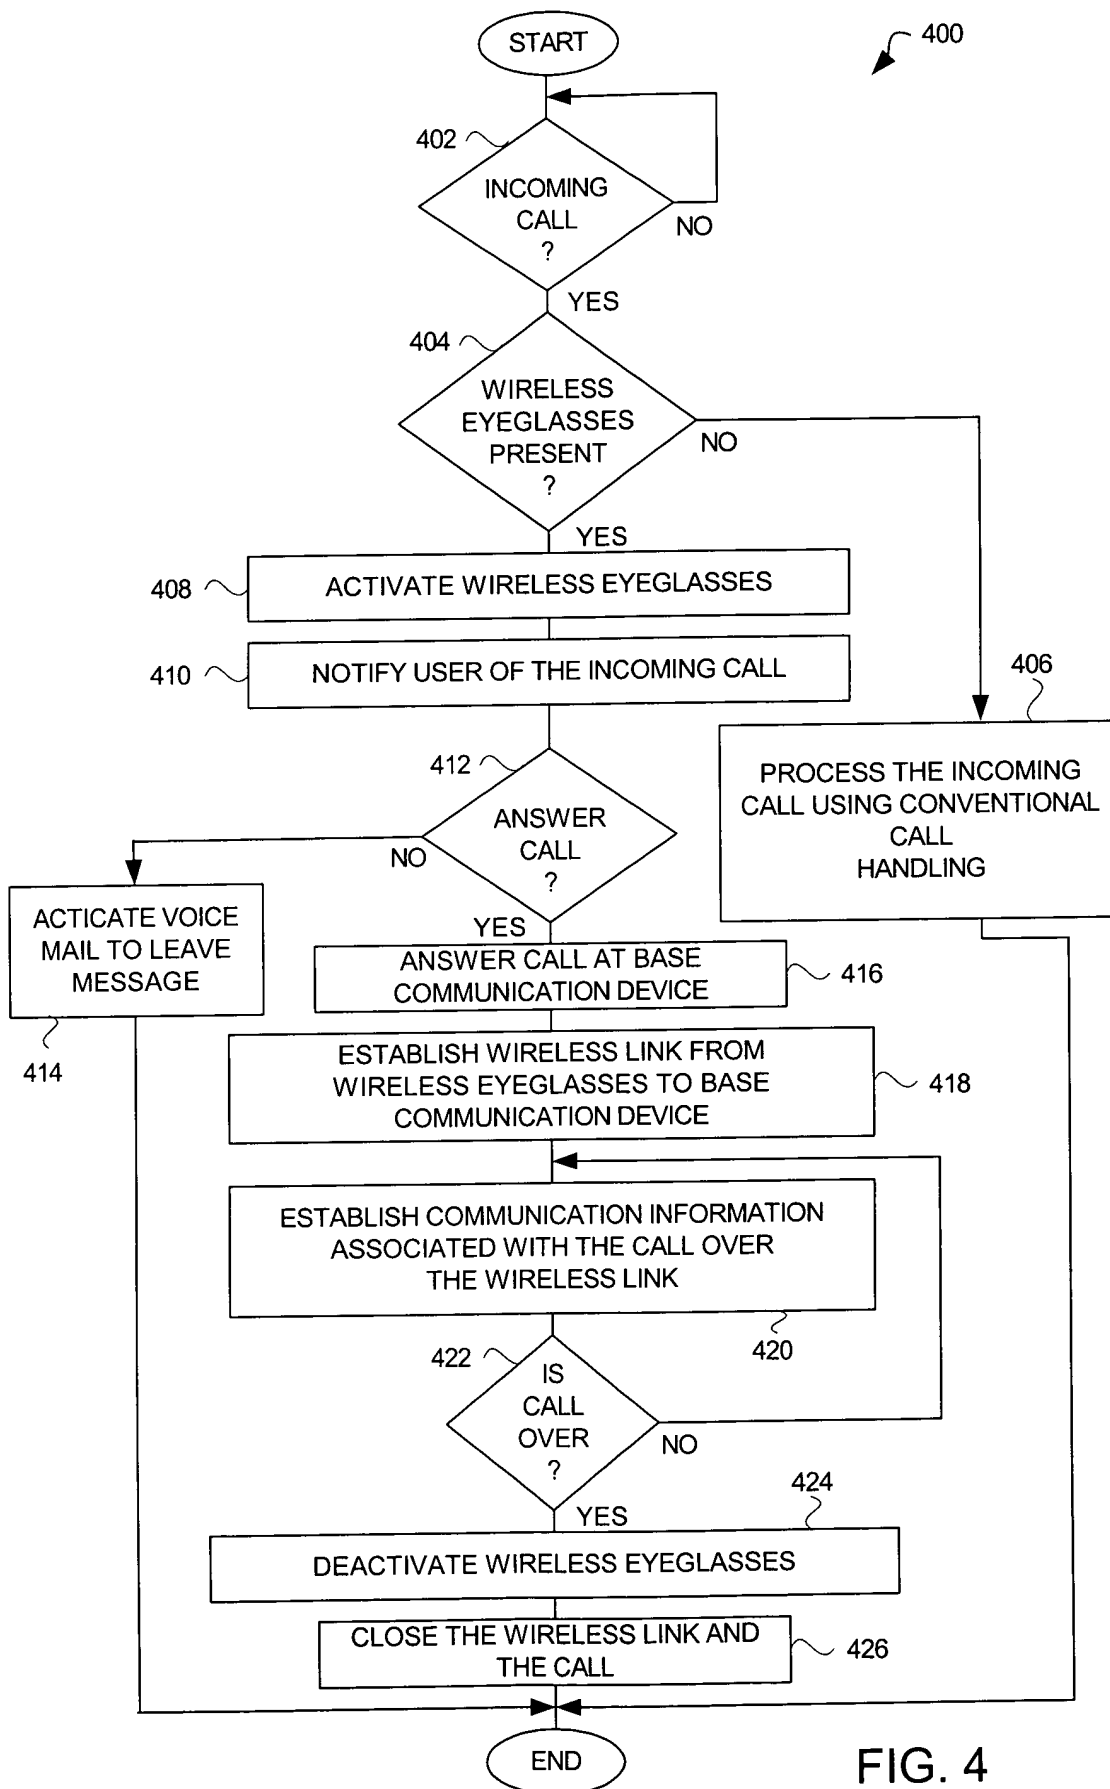 START
400
402
INCOMING
CALL
?
NO
YES
404
WIRELESS
EYEGLASSES
PRESENT
?
NO
YES
408
ACTIVATE WIRELESS EYEGLASSES
410
NOTIFY USER OF THE INCOMING CALL
406
PROCESS THE INCOMING
CALL USING CONVENTIONAL
CALL
HANDLING
412
ANSWER
CALL
?
NO
YES
ACTICATE VOICE
MAIL TO LEAVE
MESSAGE
414
ANSWER CALL AT BASE
COMMUNICATION DEVICE
416
ESTABLISH WIRELESS LINK FROM
WIRELESS EYEGLASSES TO BASE
COMMUNICATION DEVICE
418
ESTABLISH COMMUNICATION INFORMATION
ASSOCIATED WITH THE CALL OVER
THE WIRELESS LINK
420
422
IS
CALL
OVER
?
NO
YES
424
DEACTIVATE WIRELESS EYEGLASSES
CLOSE THE WIRELESS LINK AND
THE CALL
426
END
FIG. 4